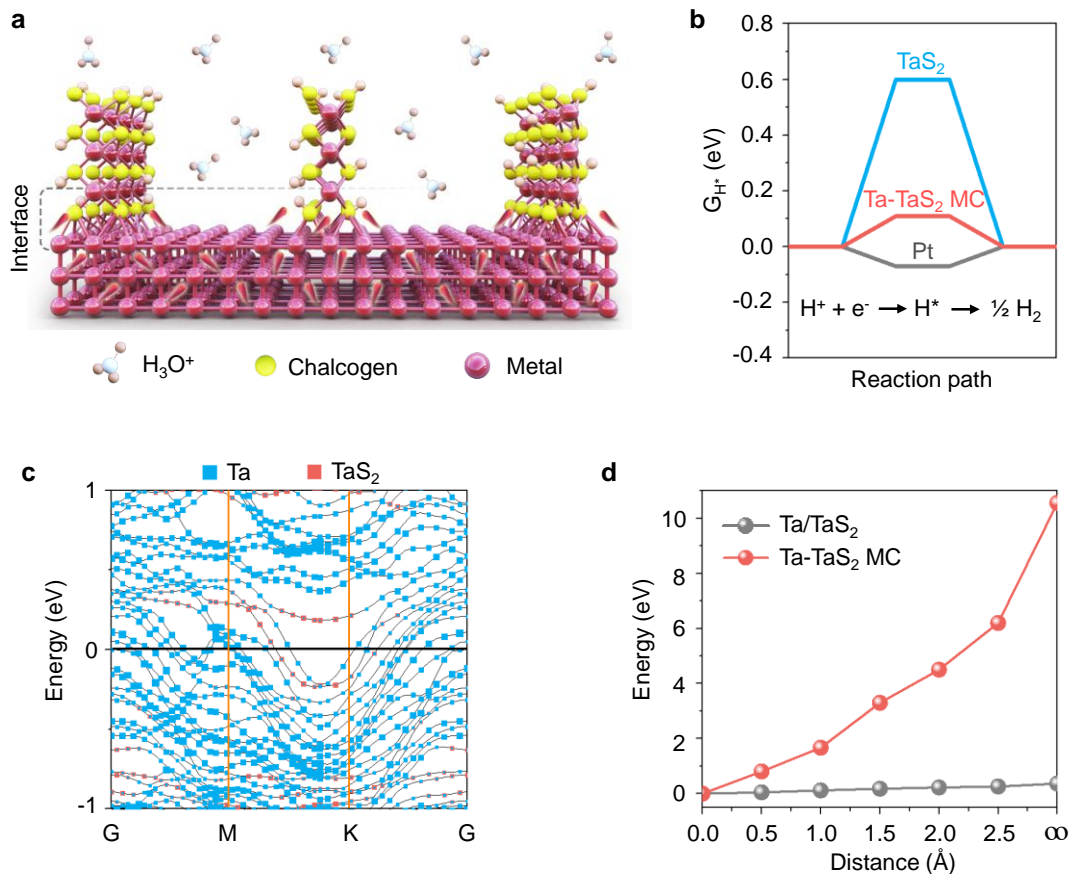 a
Interface
H₃O⁺
Chalcogen
Metal
b
0.8
0.6
0.4
0.2
0.0
-0.2
-0.4
G_H* (eV)
TaS₂
Ta-TaS₂ MC
Pt
H⁺ + e⁻ → H* → ½ H₂
Reaction path
c
Ta
TaS₂
1
0
-1
Energy (eV)
G M K G
d
Ta/TaS₂
Ta-TaS₂ MC
10
8
6
4
2
0
Energy (eV)
0.0 0.5 1.0 1.5 2.0 2.5 ∞
Distance (Å)